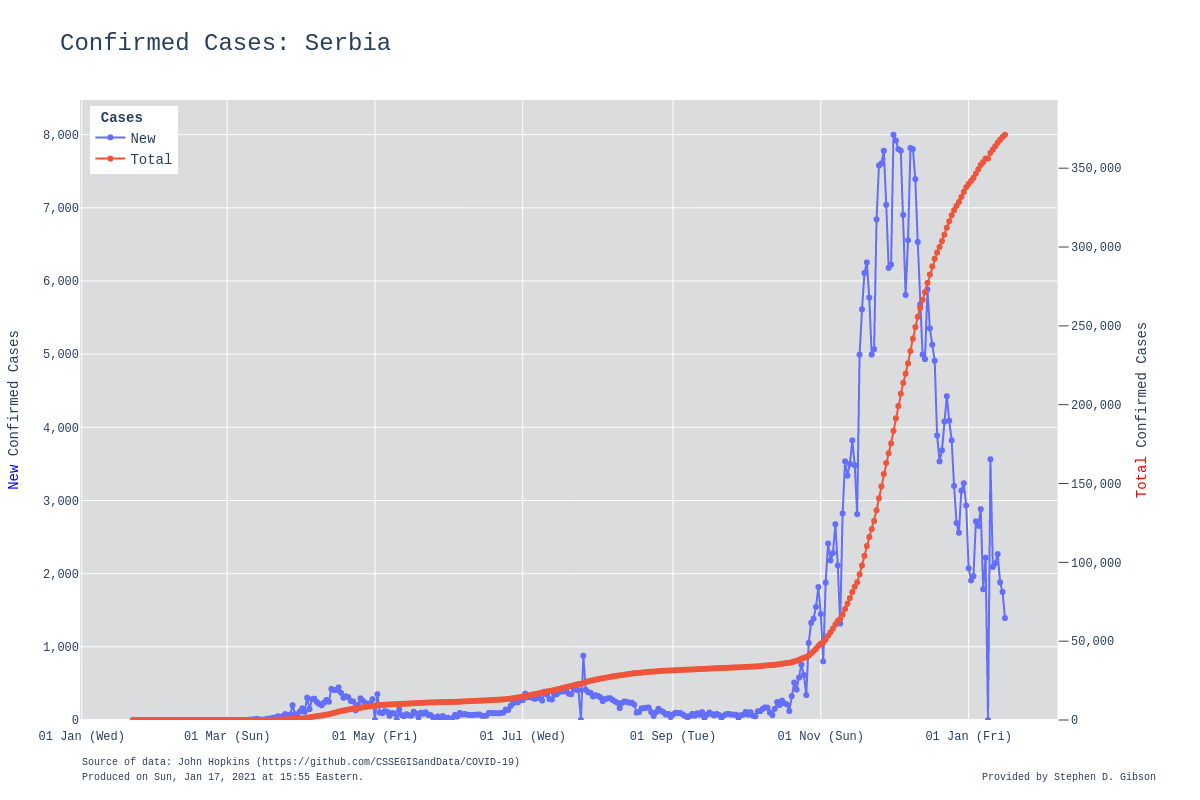 Confirmed Cases: Serbia
Cases
New
Total
8,000
7,000
6,000
5,000
4,000
3,000
2,000
1,000
0
New Confirmed Cases
350,000
300,000
250,000
200,000
150,000
100,000
50,000
0
Total Confirmed Cases
01 Jan (Wed) 01 Mar (Sun) 01 May (Fri) 01 Jul (Wed) 01 Sep (Tue) 01 Nov (Sun) 01 Jan (Fri)
Source of data: John Hopkins (https://github.com/CSSEGISandData/COVID-19)
Produced on Sun, Jan 17, 2021 at 15:55 Eastern.
Provided by Stephen D. Gibson